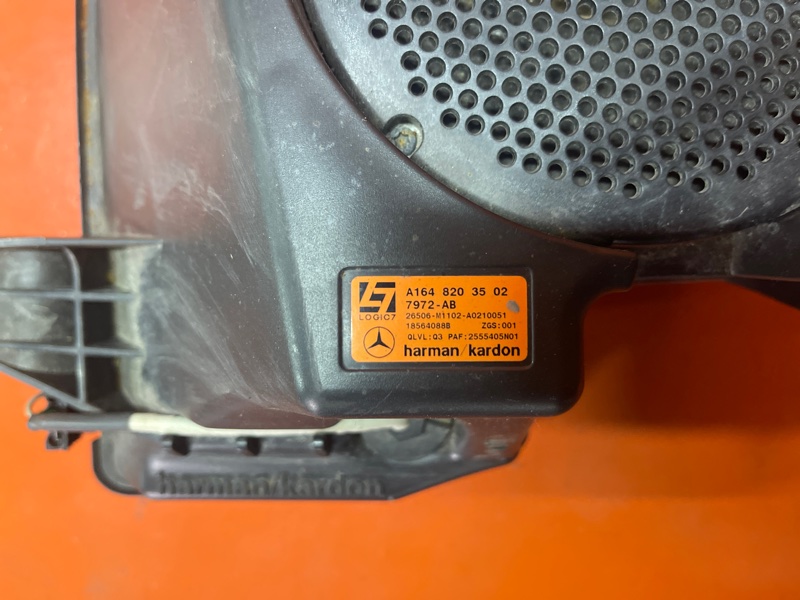 A164 820 35 02
7972-AB
LOGIC7
26506-M1102-A0210051
18564088B ZGS:001
QLVL:Q3 PAF:2555405N01
harman/kardon
harman/kardon